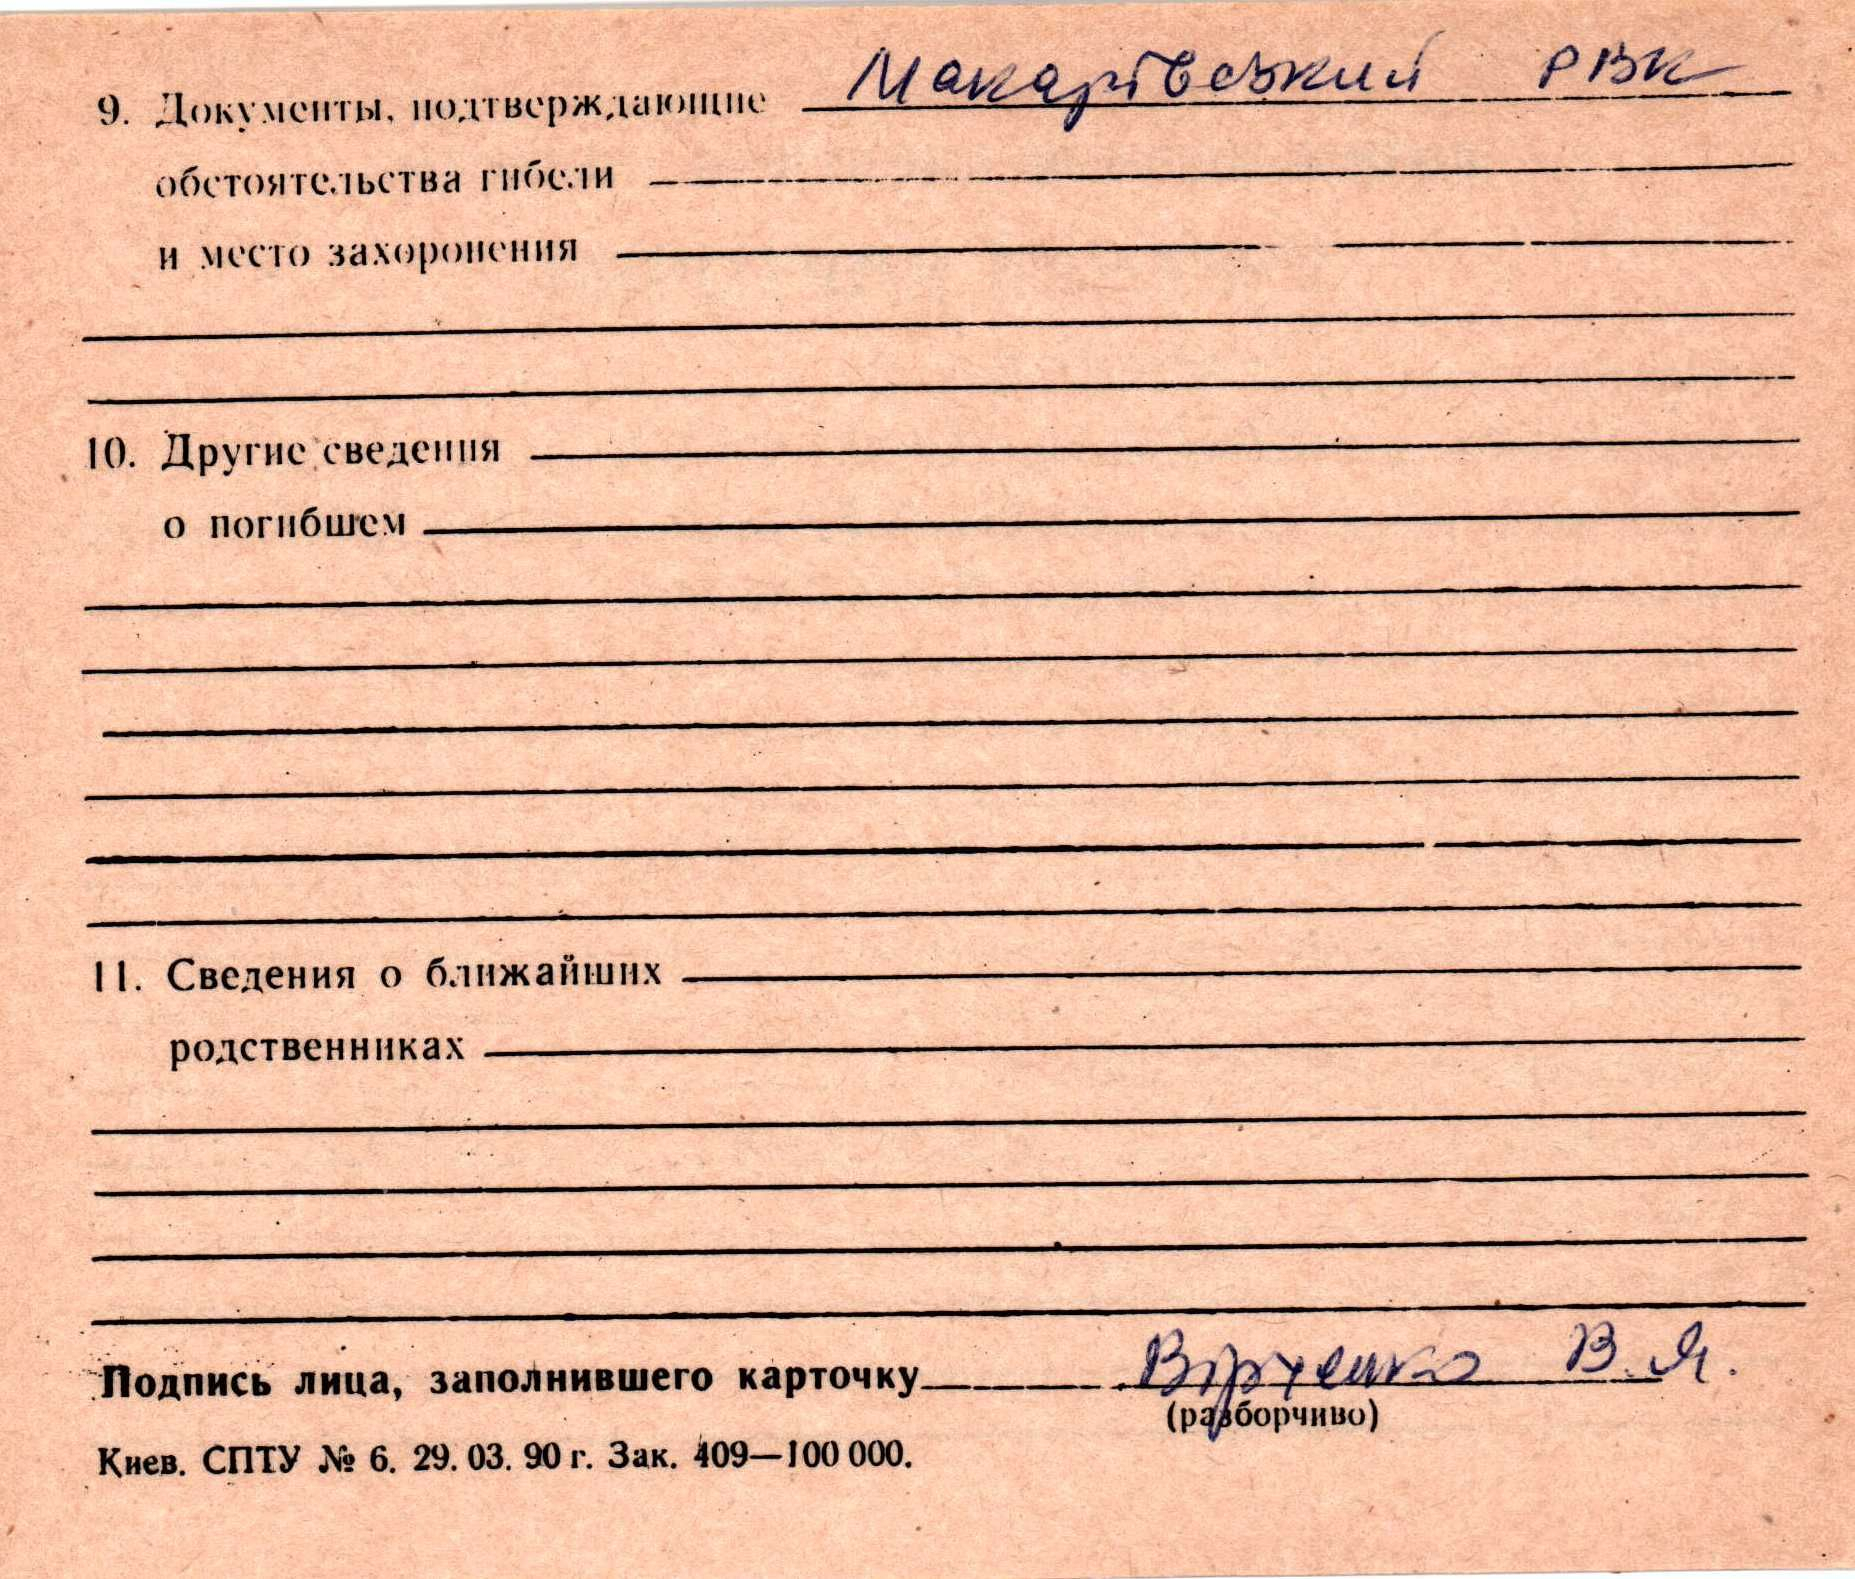 9. Документы, подтверждающие Макарівський РВК
обстоятельства гибели
и место захоронения
10. Другие сведения
о погибшем
11. Сведения о ближайших
родственниках
Подпись лица, заполнившего карточку В.Я.
(разборчиво)
Киев. СПТУ № 6. 29. 03. 90 г. Зак. 409—100 000.